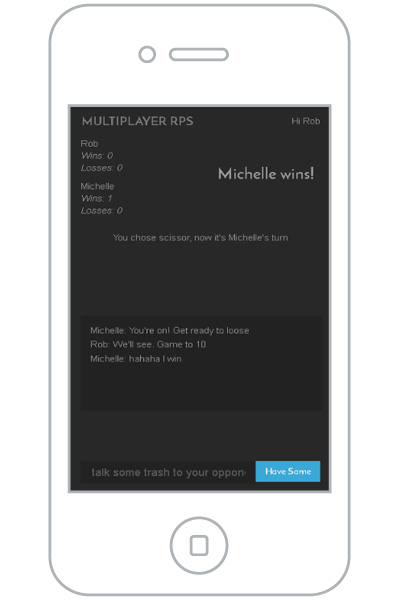 MULTIPLAYER RPS
Hi Rob
Rob
Wins: 0
Losses: 0
Michelle wins!
Michelle
Wins: 1
Losses: 0
You chose scissor, now it's Michelle's turn
Michelle: You're on! Get ready to loose
Rob: We'll see. Game to 10
Michelle: hahaha I win
talk some trash to your oppon
Have Some